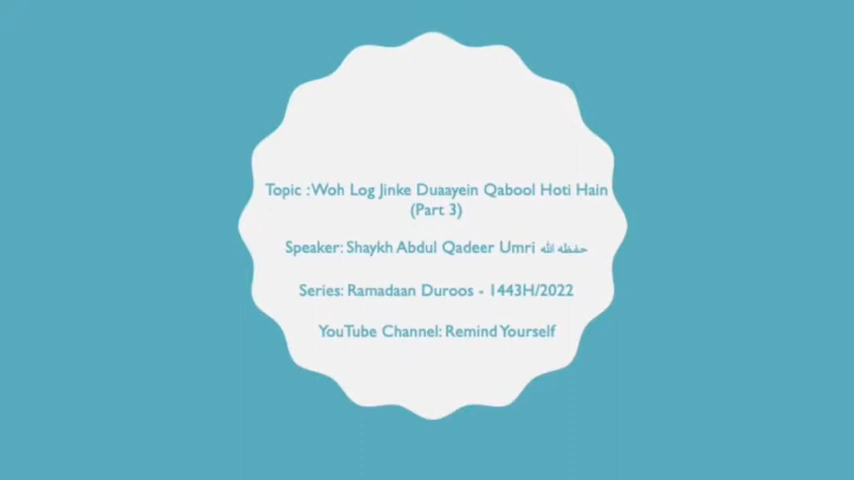 Topic : Woh Log Jinke Duaayein Qabool Hoti Hain
(Part 3)
Speaker: Shaykh Abdul Qadeer Umri حفظه الله
Series: Ramadaan Duroos - 1443H/2022
YouTube Channel: Remind Yourself